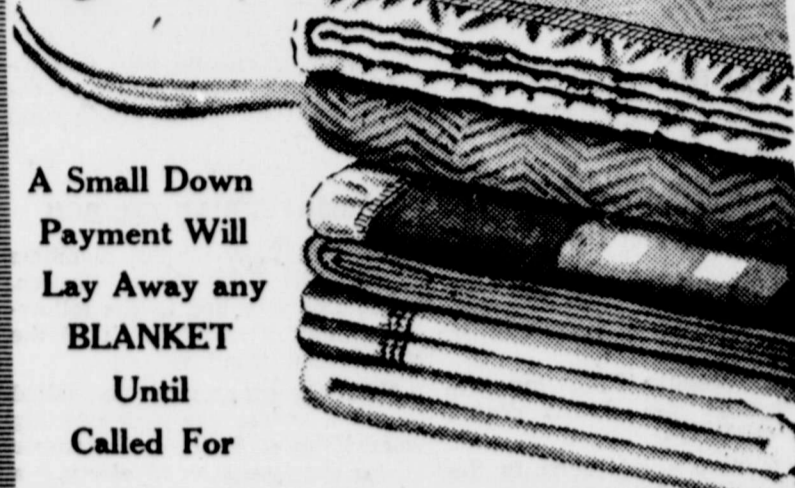 A Small Down
Payment Will
Lay Away any
BLANKET
Until
Called For